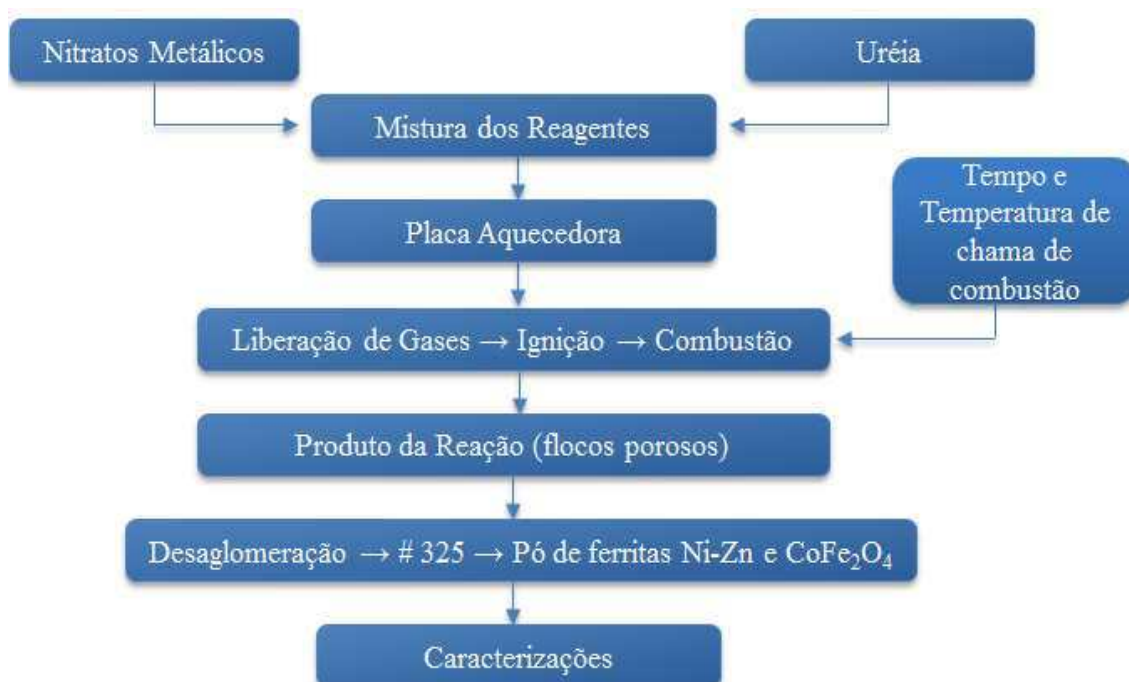 Nitratos Metálicos
Uréia
Mistura dos Reagentes
Placa Aquecedora
Tempo e
Temperatura de
chama de
combustão
Liberação de Gases → Ignição → Combustão
Produto da Reação (flocos porosos)
Desaglomeração → # 325 → Pó de ferritas Ni-Zn e CoFe₂O₄
Caracterizações